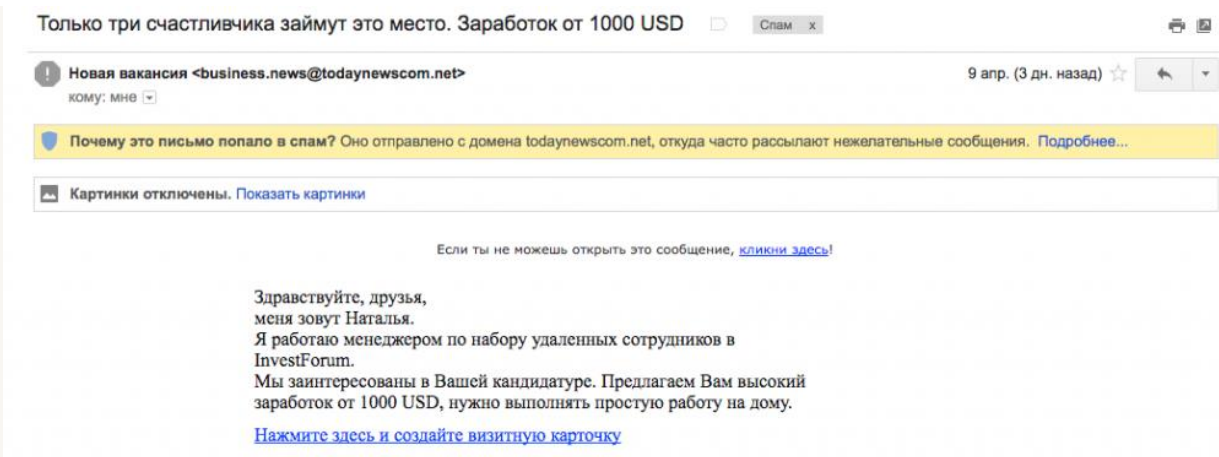 Только три счастливчика займут это место. Заработок от 1000 USD Спам x
Новая вакансия <business.news@todaynewscom.net> 9 апр. (3 дн. назад)
кому: мне
Почему это письмо попало в спам? Оно отправлено с домена todaynewscom.net, откуда часто рассылают нежелательные сообщения. Подробнее...
Картинки отключены. Показать картинки
Если ты не можешь открыть это сообщение, кликни здесь!
Здравствуйте, друзья,
меня зовут Наталья.
Я работаю менеджером по набору удаленных сотрудников в
InvestForum.
Мы заинтересованы в Вашей кандидатуре. Предлагаем Вам высокий
заработок от 1000 USD, нужно выполнять простую работу на дому.
Нажмите здесь и создайте визитную карточку